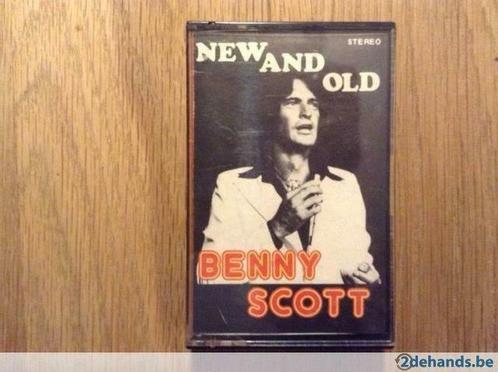 STEREO
NEW AND
OLD
BENNY
SCOTT
2dehands.be